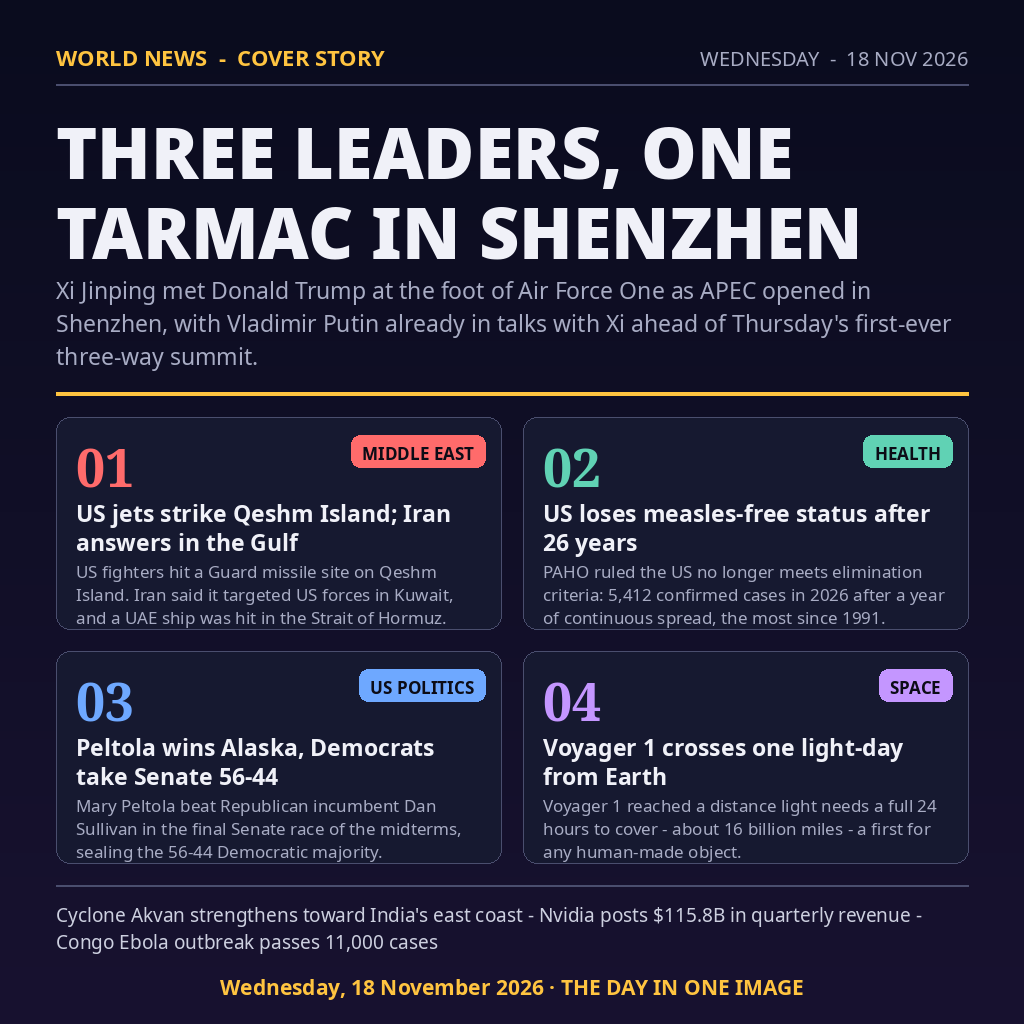 WORLD NEWS - COVER STORY
WEDNESDAY - 18 NOV 2026
THREE LEADERS, ONE
TARMAC IN SHENZHEN
Xi Jinping met Donald Trump at the foot of Air Force One as APEC opened in
Shenzhen, with Vladimir Putin already in talks with Xi ahead of Thursday's first-ever
three-way summit.
01
MIDDLE EAST
US jets strike Qeshm Island; Iran
answers in the Gulf
US fighters hit a Guard missile site on Qeshm
Island. Iran said it targeted US forces in Kuwait,
and a UAE ship was hit in the Strait of Hormuz.
02
HEALTH
US loses measles-free status after
26 years
PAHO ruled the US no longer meets elimination
criteria: 5,412 confirmed cases in 2026 after a year
of continuous spread, the most since 1991.
03
US POLITICS
Peltola wins Alaska, Democrats
take Senate 56-44
Mary Peltola beat Republican incumbent Dan
Sullivan in the final Senate race of the midterms,
sealing the 56-44 Democratic majority.
04
SPACE
Voyager 1 crosses one light-day
from Earth
Voyager 1 reached a distance light needs a full 24
hours to cover - about 16 billion miles - a first for
any human-made object.
Cyclone Akvan strengthens toward India's east coast - Nvidia posts $115.8B in quarterly revenue -
Congo Ebola outbreak passes 11,000 cases
Wednesday, 18 November 2026 · THE DAY IN ONE IMAGE